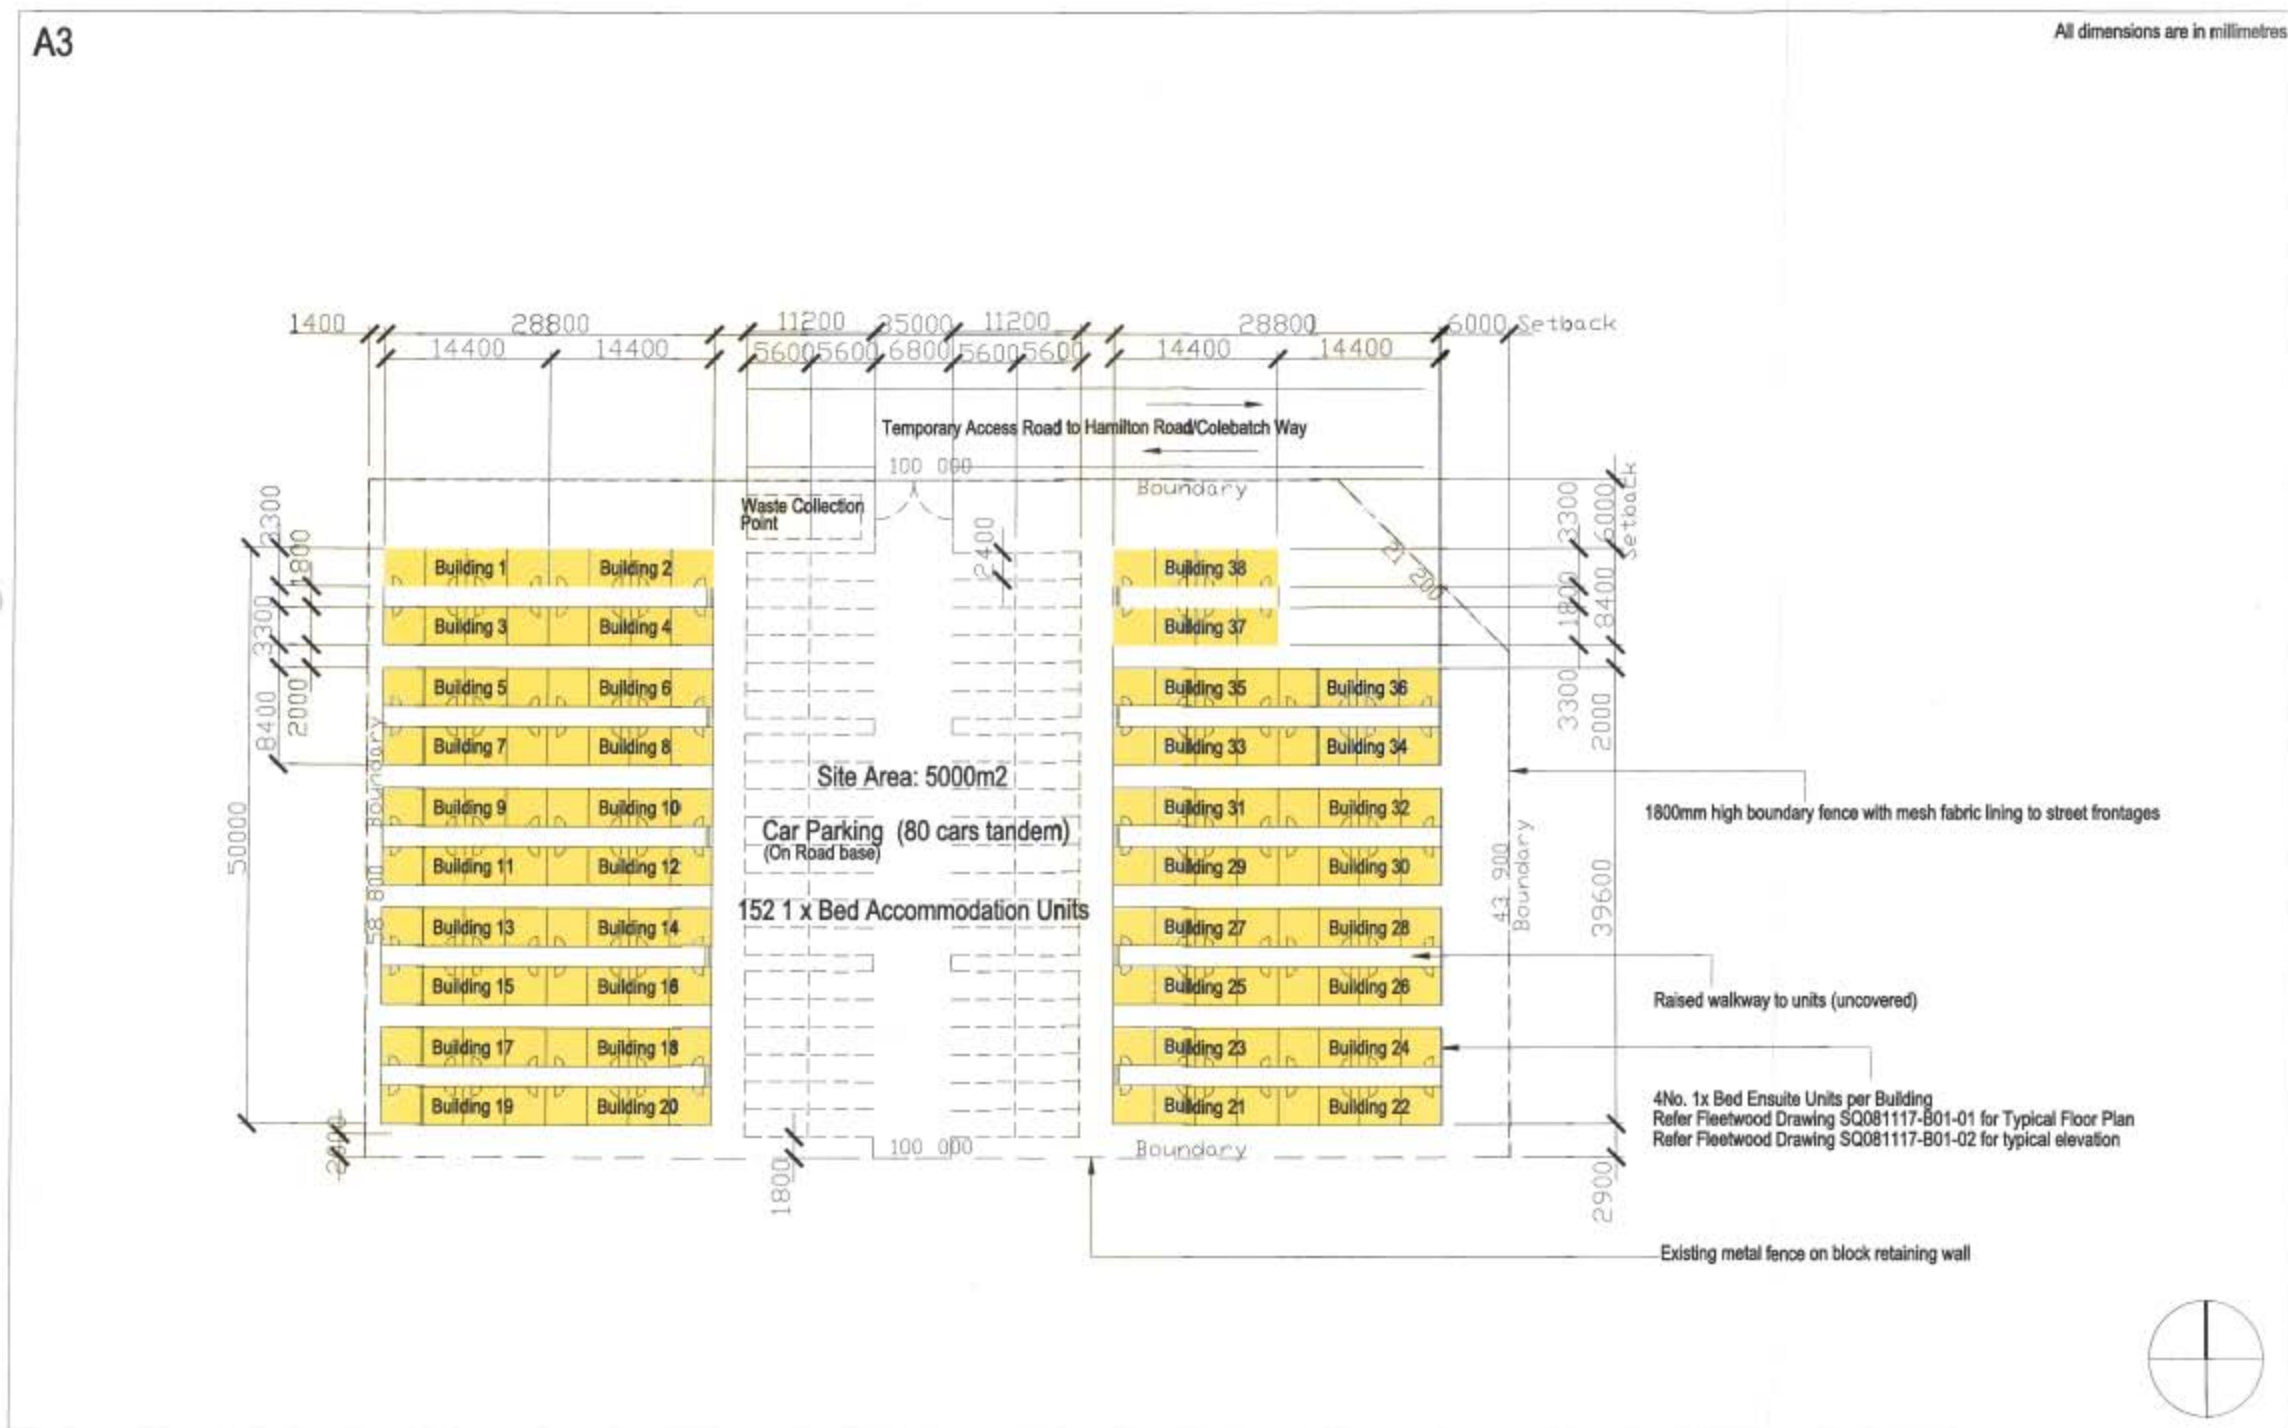 A3
All dimensions are in millimetres
1400 28800 11200 35000 11200 28800 6000 Setback
14400 14400 5600 5600 6800 5600 5600 14400 14400
Temporary Access Road to Hamilton Road/Colebatch Way
100 000
Boundary
Waste Collection
Point
2400
21 200
3300
1800
3300
8400
2000
50000
58 800 Boundary
1800
3300
1800
3300
6000
Setback
8400
2000
39600
2900
43 900
Boundary
Building 1 Building 2 Building 38
Building 3 Building 4 Building 37
Building 5 Building 6 Building 35 Building 36
Building 7 Building 8 Building 33 Building 34
Site Area: 5000m2
Building 9 Building 10 Building 31 Building 32
Car Parking (80 cars tandem)
(On Road base)
Building 11 Building 12 Building 29 Building 30
152 1 x Bed Accommodation Units
Building 13 Building 14 Building 27 Building 28
Building 15 Building 16 Building 25 Building 26
Building 17 Building 18 Building 23 Building 24
Building 19 Building 20 Building 21 Building 22
100 000
Boundary
1800mm high boundary fence with mesh fabric lining to street frontages
Raised walkway to units (uncovered)
4No. 1x Bed Ensuite Units per Building
Refer Fleetwood Drawing SQ081117-B01-01 for Typical Floor Plan
Refer Fleetwood Drawing SQ081117-B01-02 for typical elevation
Existing metal fence on block retaining wall